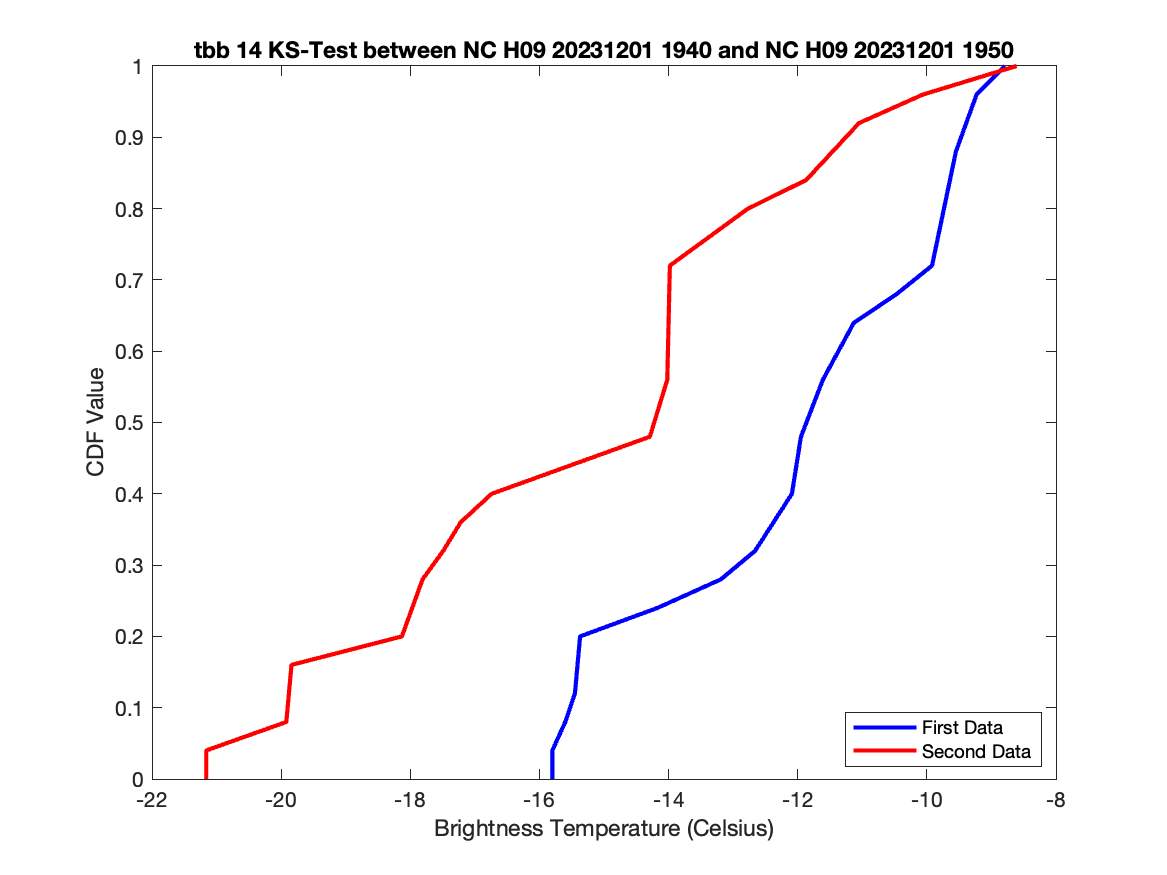 tbb 14 KS-Test between NC H09 20231201 1940 and NC H09 20231201 1950
1
0.9
0.8
0.7
0.6
0.5
0.4
0.3
0.2
0.1
0
CDF Value
First Data
Second Data
-22 -20 -18 -16 -14 -12 -10 -8
Brightness Temperature (Celsius)